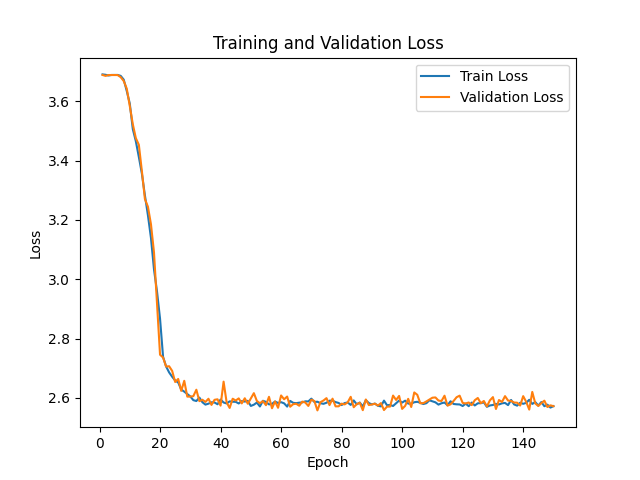 Training and Validation Loss
Train Loss
Validation Loss
3.6
3.4
3.2
3.0
2.8
2.6
Loss
0 20 40 60 80 100 120 140
Epoch